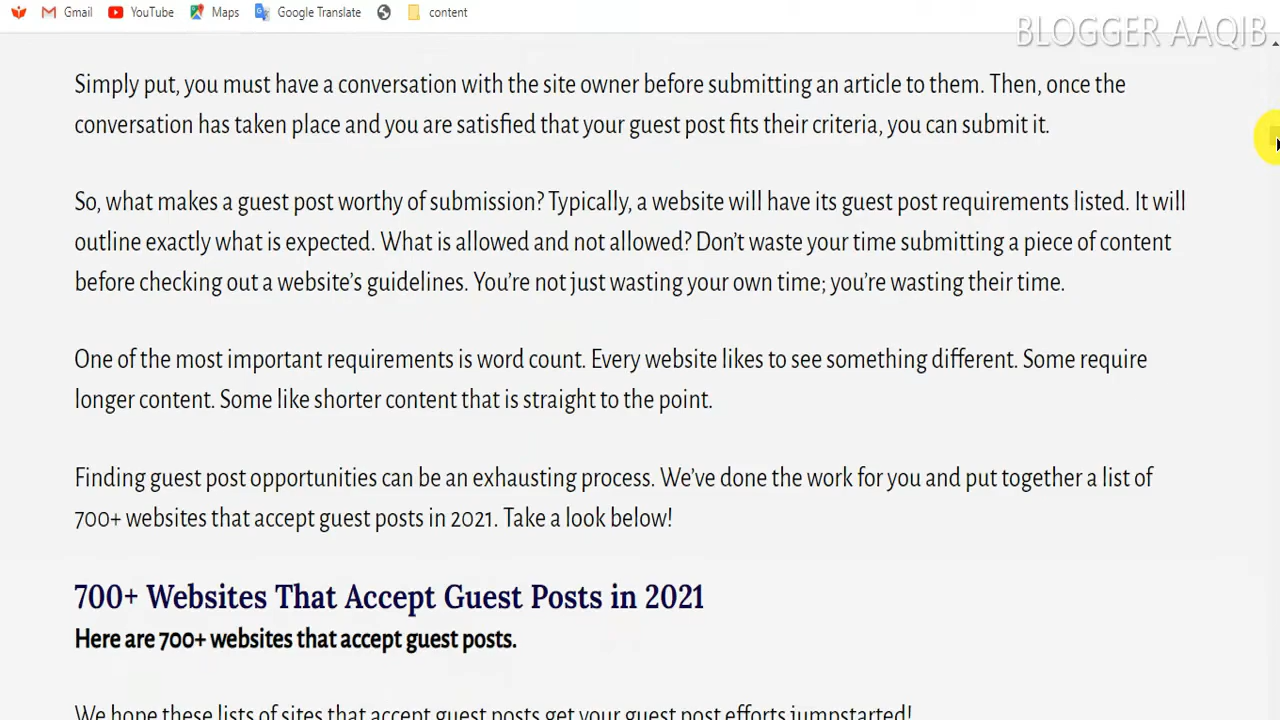 Gmail YouTube Maps Google Translate content
BLOGGER AAQIB
Simply put, you must have a conversation with the site owner before submitting an article to them. Then, once the
conversation has taken place and you are satisfied that your guest post fits their criteria, you can submit it.
So, what makes a guest post worthy of submission? Typically, a website will have its guest post requirements listed. It will
outline exactly what is expected. What is allowed and not allowed? Don’t waste your time submitting a piece of content
before checking out a website’s guidelines. You’re not just wasting your own time; you’re wasting their time.
One of the most important requirements is word count. Every website likes to see something different. Some require
longer content. Some like shorter content that is straight to the point.
Finding guest post opportunities can be an exhausting process. We’ve done the work for you and put together a list of
700+ websites that accept guest posts in 2021. Take a look below!
700+ Websites That Accept Guest Posts in 2021
Here are 700+ websites that accept guest posts.
We hope these lists of sites that accept guest posts get your guest post efforts jumpstarted!